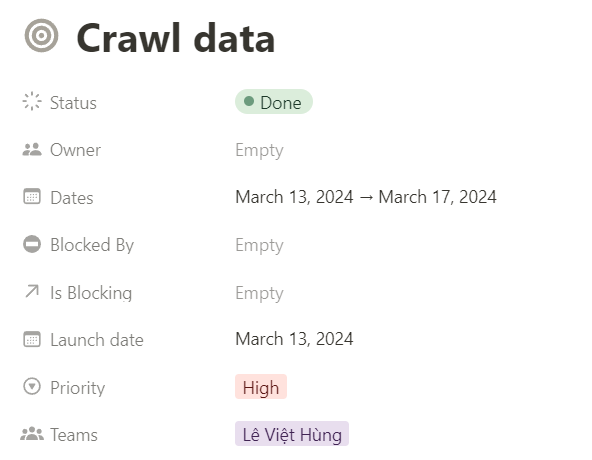 Crawl data
Status Done
Owner Empty
Dates March 13, 2024 → March 17, 2024
Blocked By Empty
Is Blocking Empty
Launch date March 13, 2024
Priority High
Teams Lê Việt Hùng